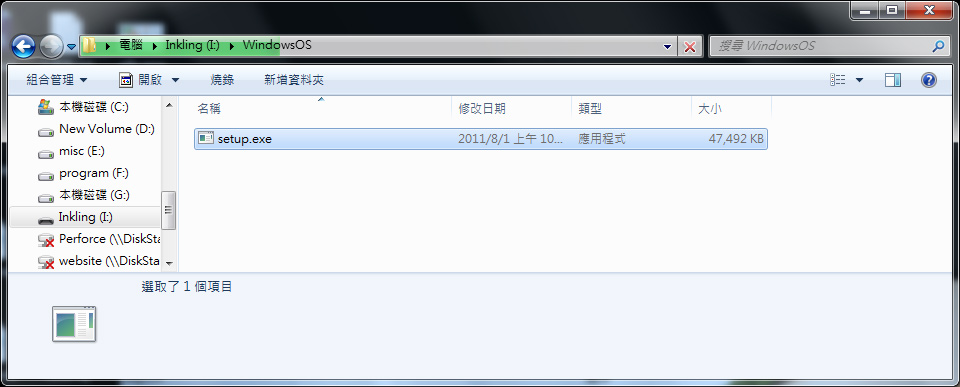 電腦 Inkling (I:) WindowsOS
搜尋 WindowsOS
組合管理 開啟 燒錄 新增資料夾
本機磁碟 (C:)
New Volume (D:)
misc (E:)
program (F:)
本機磁碟 (G:)
Inkling (I:)
Perforce (\\DiskSta
website (\\DiskSta
名稱 修改日期 類型 大小
setup.exe 2011/8/1 上午 10... 應用程式 47,492 KB
選取了 1 個項目